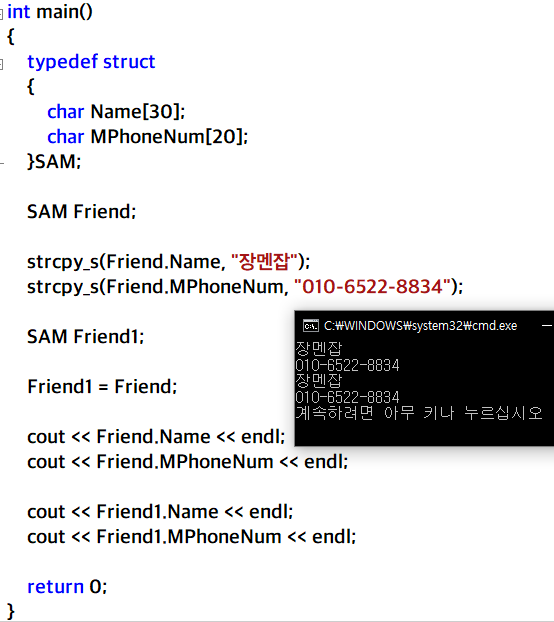 int main()
{
typedef struct
{
char Name[30];
char MPhoneNum[20];
}SAM;
SAM Friend;
strcpy_s(Friend.Name, "장멘잡");
strcpy_s(Friend.MPhoneNum, "010-6522-8834");
SAM Friend1;
Friend1 = Friend;
cout << Friend.Name << endl;
cout << Friend.MPhoneNum << endl;
cout << Friend1.Name << endl;
cout << Friend1.MPhoneNum << endl;
return 0;
}
C:\WINDOWS\system32\cmd.exe
장멘잡
010-6522-8834
장멘잡
010-6522-8834
계속하려면 아무 키나 누르십시오